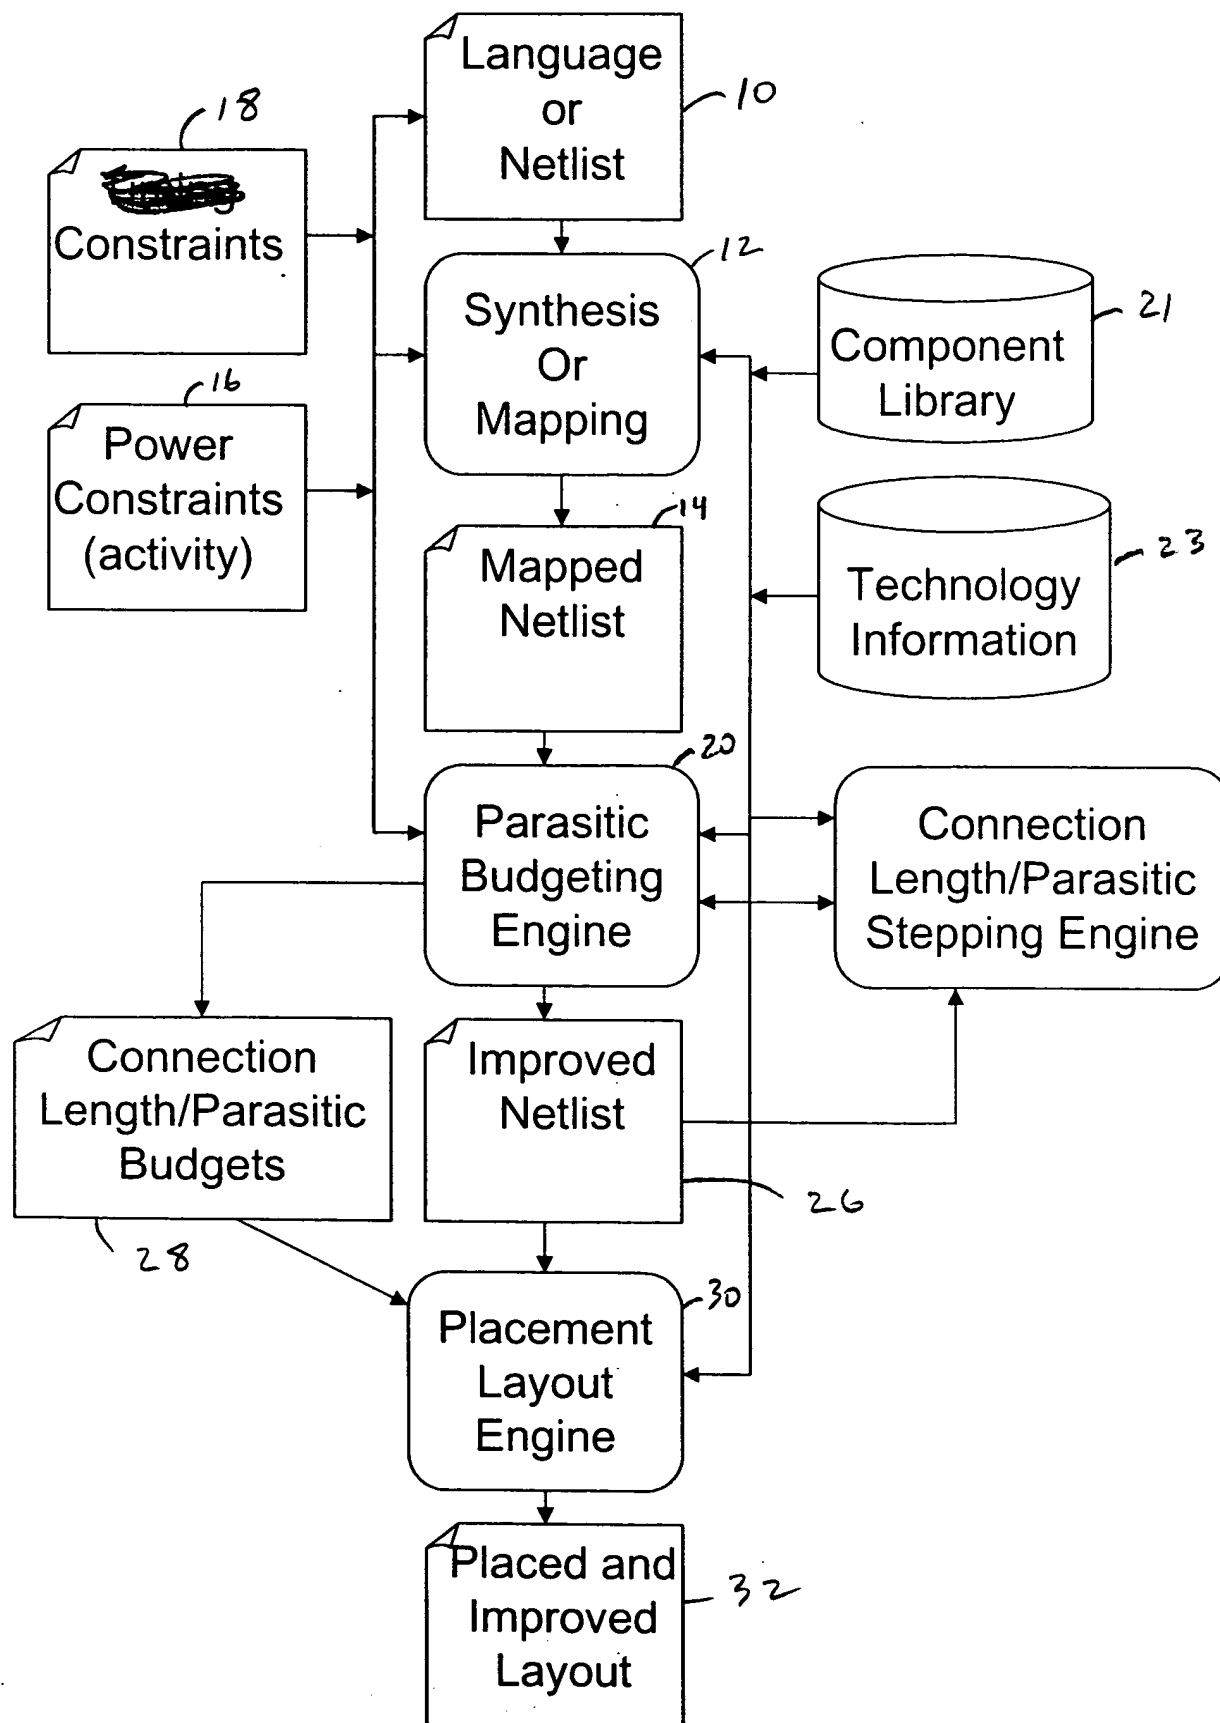 Language
or
Netlist
10
18
Constraints
12
Synthesis
Or
Mapping
21
Component
Library
16
Power
Constraints
(activity)
14
Mapped
Netlist
23
Technology
Information
20
Parasitic
Budgeting
Engine
Connection
Length/Parasitic
Stepping Engine
Connection
Length/Parasitic
Budgets
28
Improved
Netlist
26
30
Placement
Layout
Engine
Placed and
Improved
Layout
32